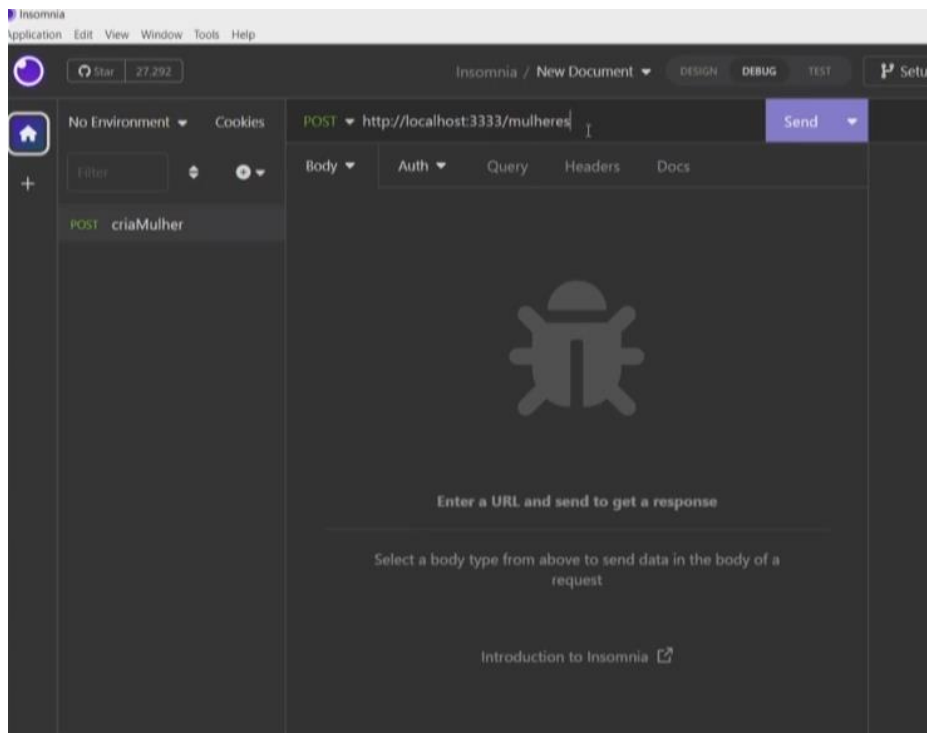 Insomnia
Application Edit View Window Tools Help
Star 27,292
Insomnia / New Document
DESIGN DEBUG TEST
Setu
No Environment Cookies
POST http://localhost:3333/mulheres
Send
Filter
Body Auth Query Headers Docs
POST criaMulher
Enter a URL and send to get a response
Select a body type from above to send data in the body of a
request
Introduction to Insomnia